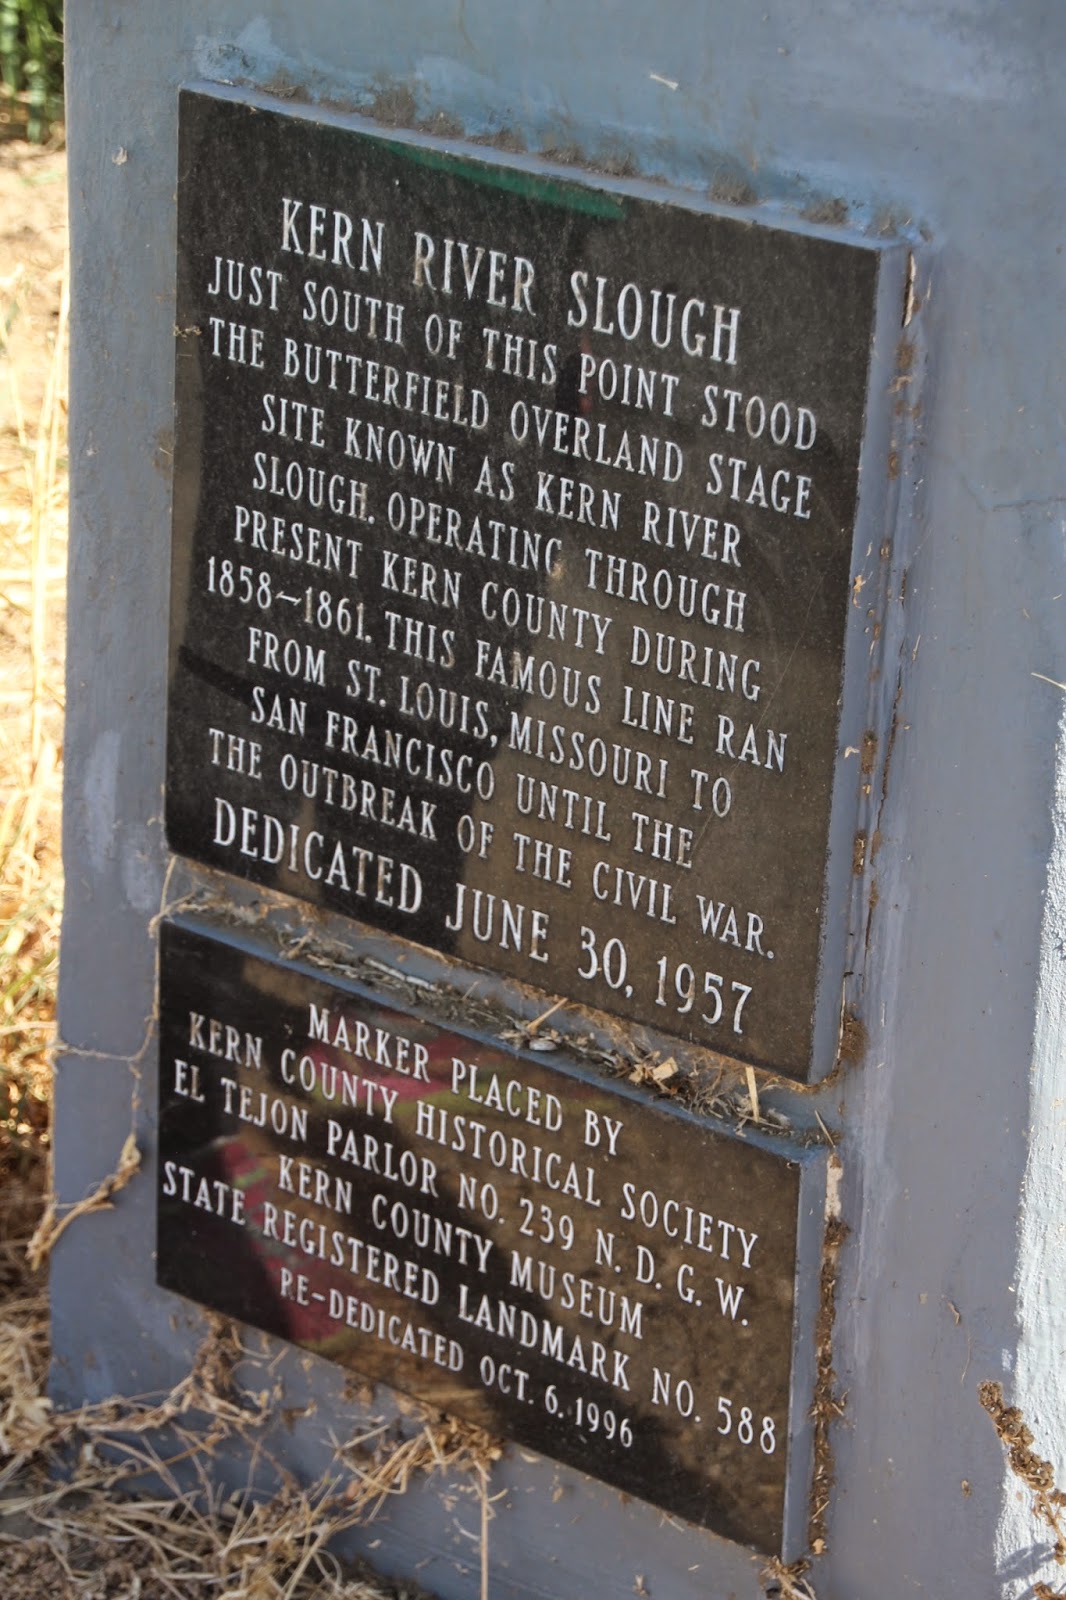 KERN RIVER SLOUGH
JUST SOUTH OF THIS POINT STOOD
THE BUTTERFIELD OVERLAND STAGE
SITE KNOWN AS KERN RIVER
SLOUGH. OPERATING THROUGH
PRESENT KERN COUNTY DURING
1858~1861. THIS FAMOUS LINE RAN
FROM ST. LOUIS, MISSOURI TO
SAN FRANCISCO UNTIL THE
THE OUTBREAK OF THE CIVIL WAR.
DEDICATED JUNE 30, 1957
MARKER PLACED BY
KERN COUNTY HISTORICAL SOCIETY
EL TEJON PARLOR NO. 239 N. D. G. W.
KERN COUNTY MUSEUM
STATE REGISTERED LANDMARK NO. 588
RE-DEDICATED OCT. 6, 1996